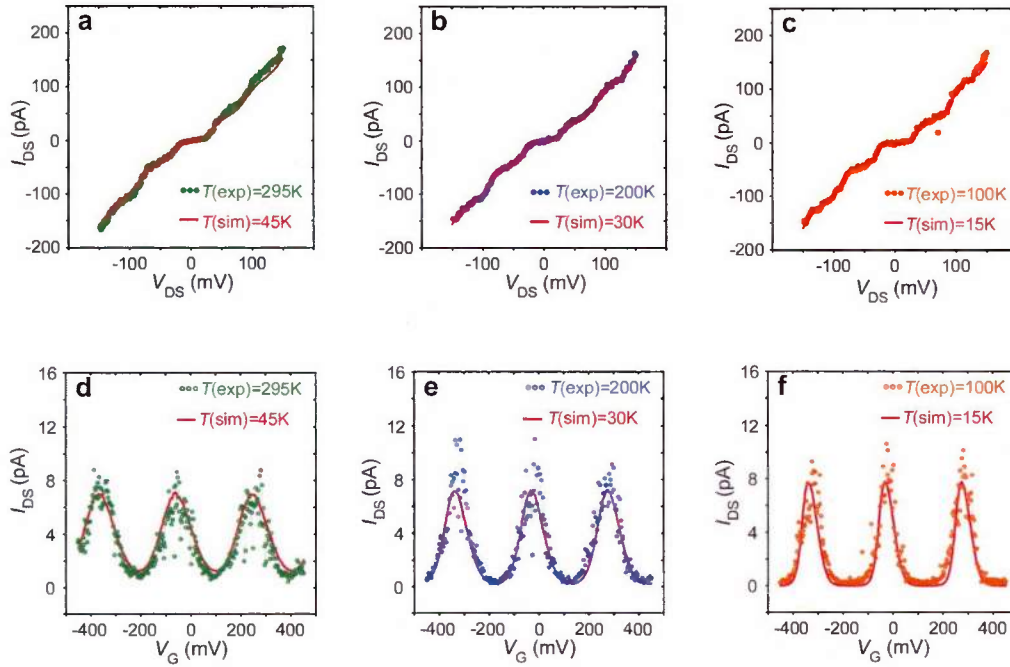 a
200
100
0
-100
-200
I_DS (pA)
T(exp)=295K
T(sim)=45K
-100 0 100
V_DS (mV)
b
200
100
0
-100
-200
I_DS (pA)
T(exp)=200K
T(sim)=30K
-100 0 100
V_DS (mV)
c
200
100
0
-100
-200
I_DS (pA)
T(exp)=100K
T(sim)=15K
-100 0 100
V_DS (mV)
d
16
12
8
4
0
I_DS (pA)
T(exp)=295K
T(sim)=45K
-400 -200 0 200 400
V_G (mV)
e
16
12
8
4
0
I_DS (pA)
T(exp)=200K
T(sim)=30K
-400 -200 0 200 400
V_G (mV)
f
16
12
8
4
0
I_DS (pA)
T(exp)=100K
T(sim)=15K
-400 -200 0 200 400
V_G (mV)